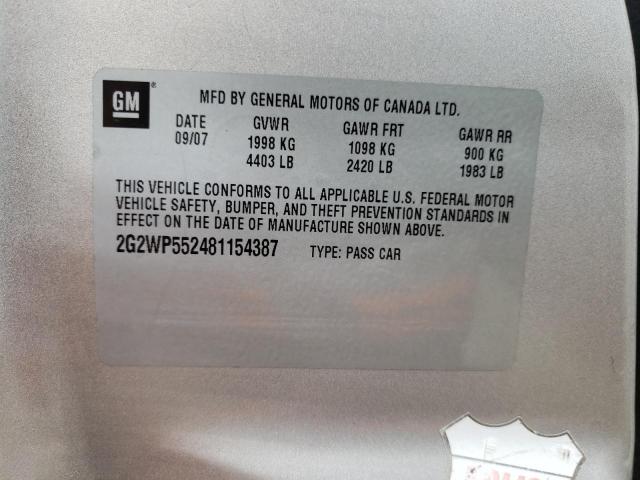 GM
MFD BY GENERAL MOTORS OF CANADA LTD.
DATE GVWR GAWR FRT GAWR RR
09/07 1998 KG 1098 KG 900 KG
4403 LB 2420 LB 1983 LB
THIS VEHICLE CONFORMS TO ALL APPLICABLE U.S. FEDERAL MOTOR
VEHICLE SAFETY, BUMPER, AND THEFT PREVENTION STANDARDS IN
EFFECT ON THE DATE OF MANUFACTURE SHOWN ABOVE.
2G2WP552481154387 TYPE: PASS CAR